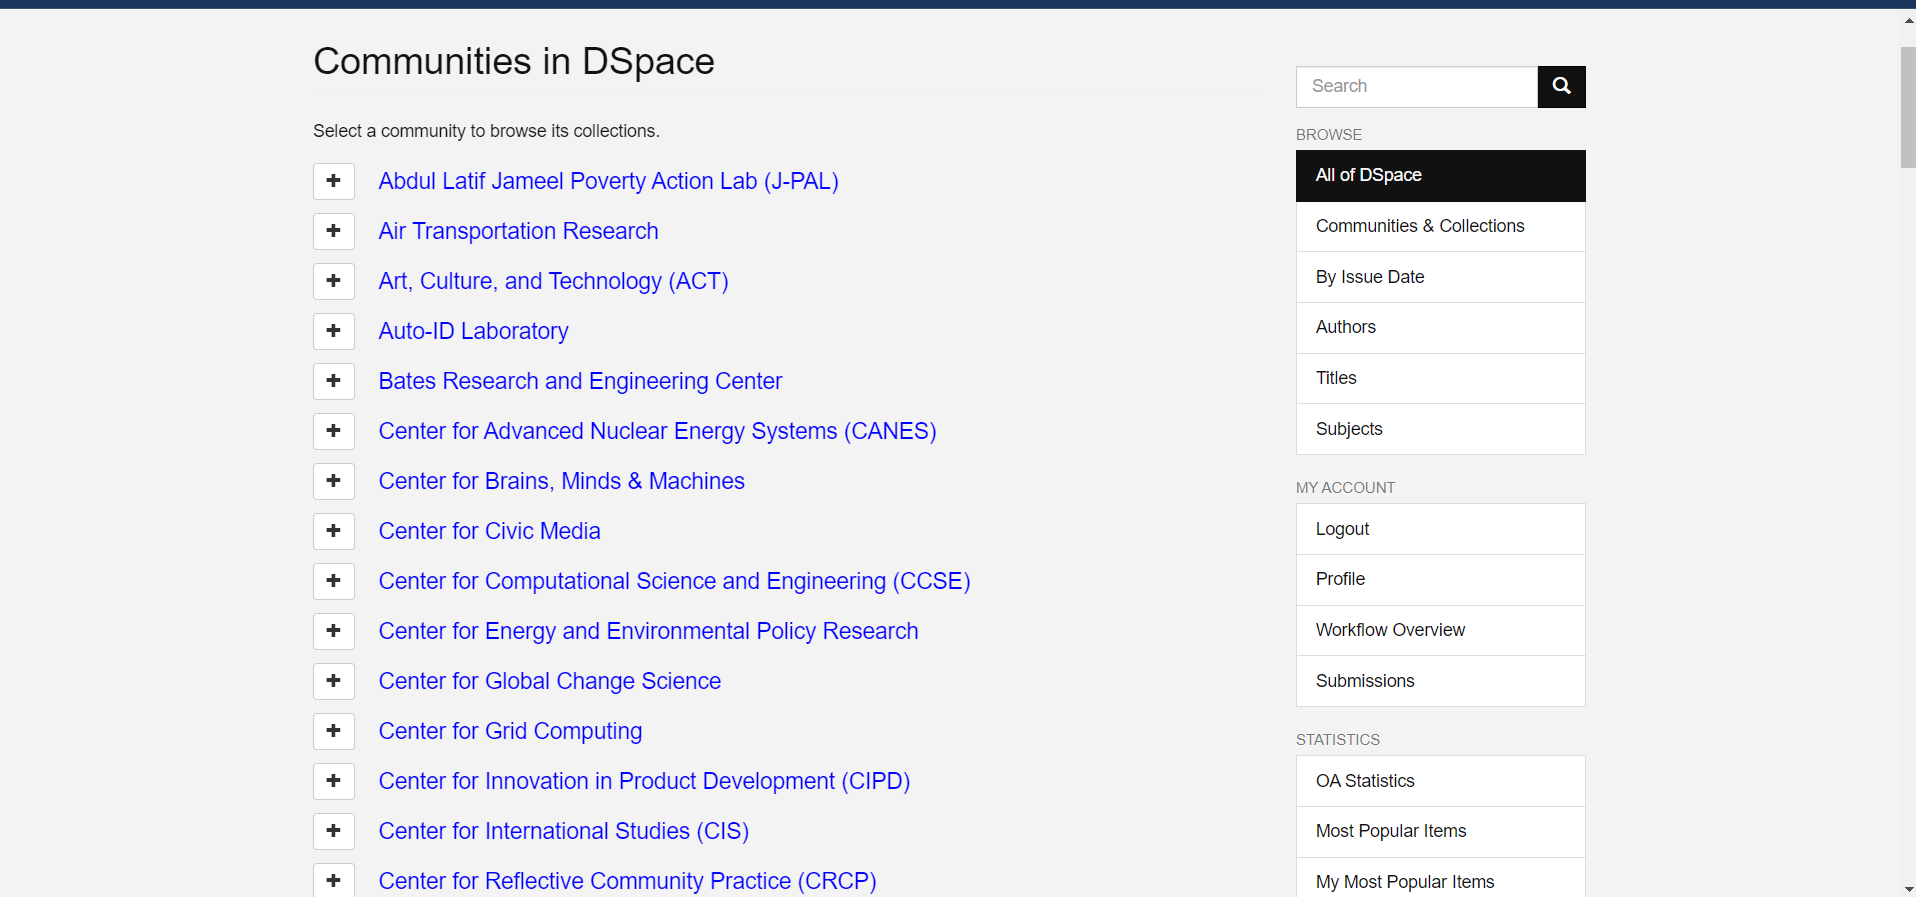 Communities in DSpace
Select a community to browse its collections.
Abdul Latif Jameel Poverty Action Lab (J-PAL)
Air Transportation Research
Art, Culture, and Technology (ACT)
Auto-ID Laboratory
Bates Research and Engineering Center
Center for Advanced Nuclear Energy Systems (CANES)
Center for Brains, Minds & Machines
Center for Civic Media
Center for Computational Science and Engineering (CCSE)
Center for Energy and Environmental Policy Research
Center for Global Change Science
Center for Grid Computing
Center for Innovation in Product Development (CIPD)
Center for International Studies (CIS)
Center for Reflective Community Practice (CRCP)
Search
BROWSE
All of DSpace
Communities & Collections
By Issue Date
Authors
Titles
Subjects
MY ACCOUNT
Logout
Profile
Workflow Overview
Submissions
STATISTICS
OA Statistics
Most Popular Items
My Most Popular Items